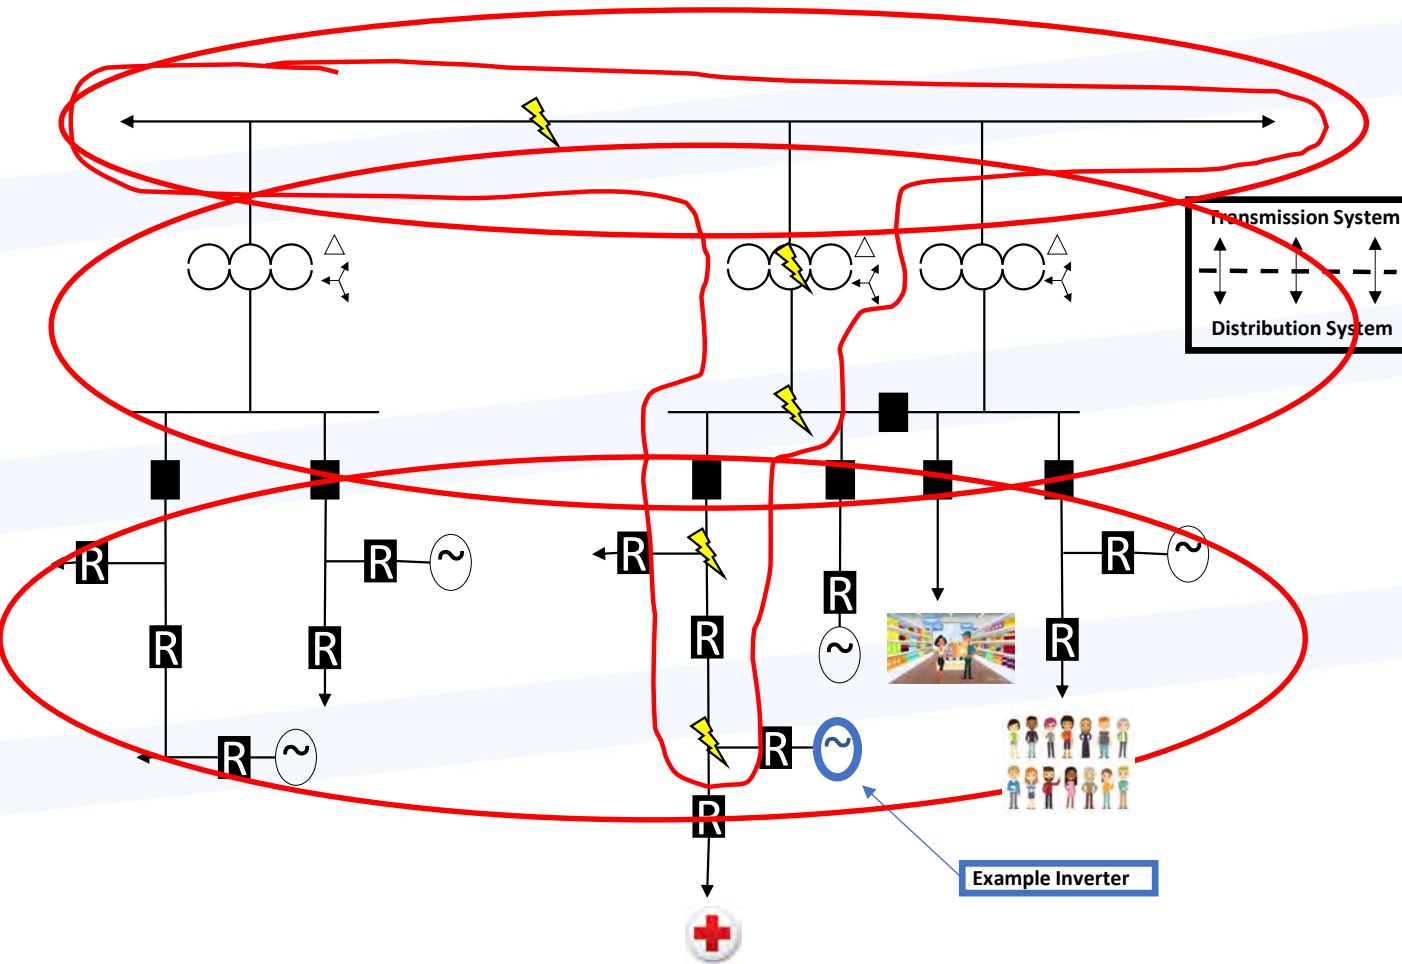 Transmission System
Distribution System
R
R
R
R
R
R
R
R
R
R
R
R
~
~
~
~
~
~
Example Inverter